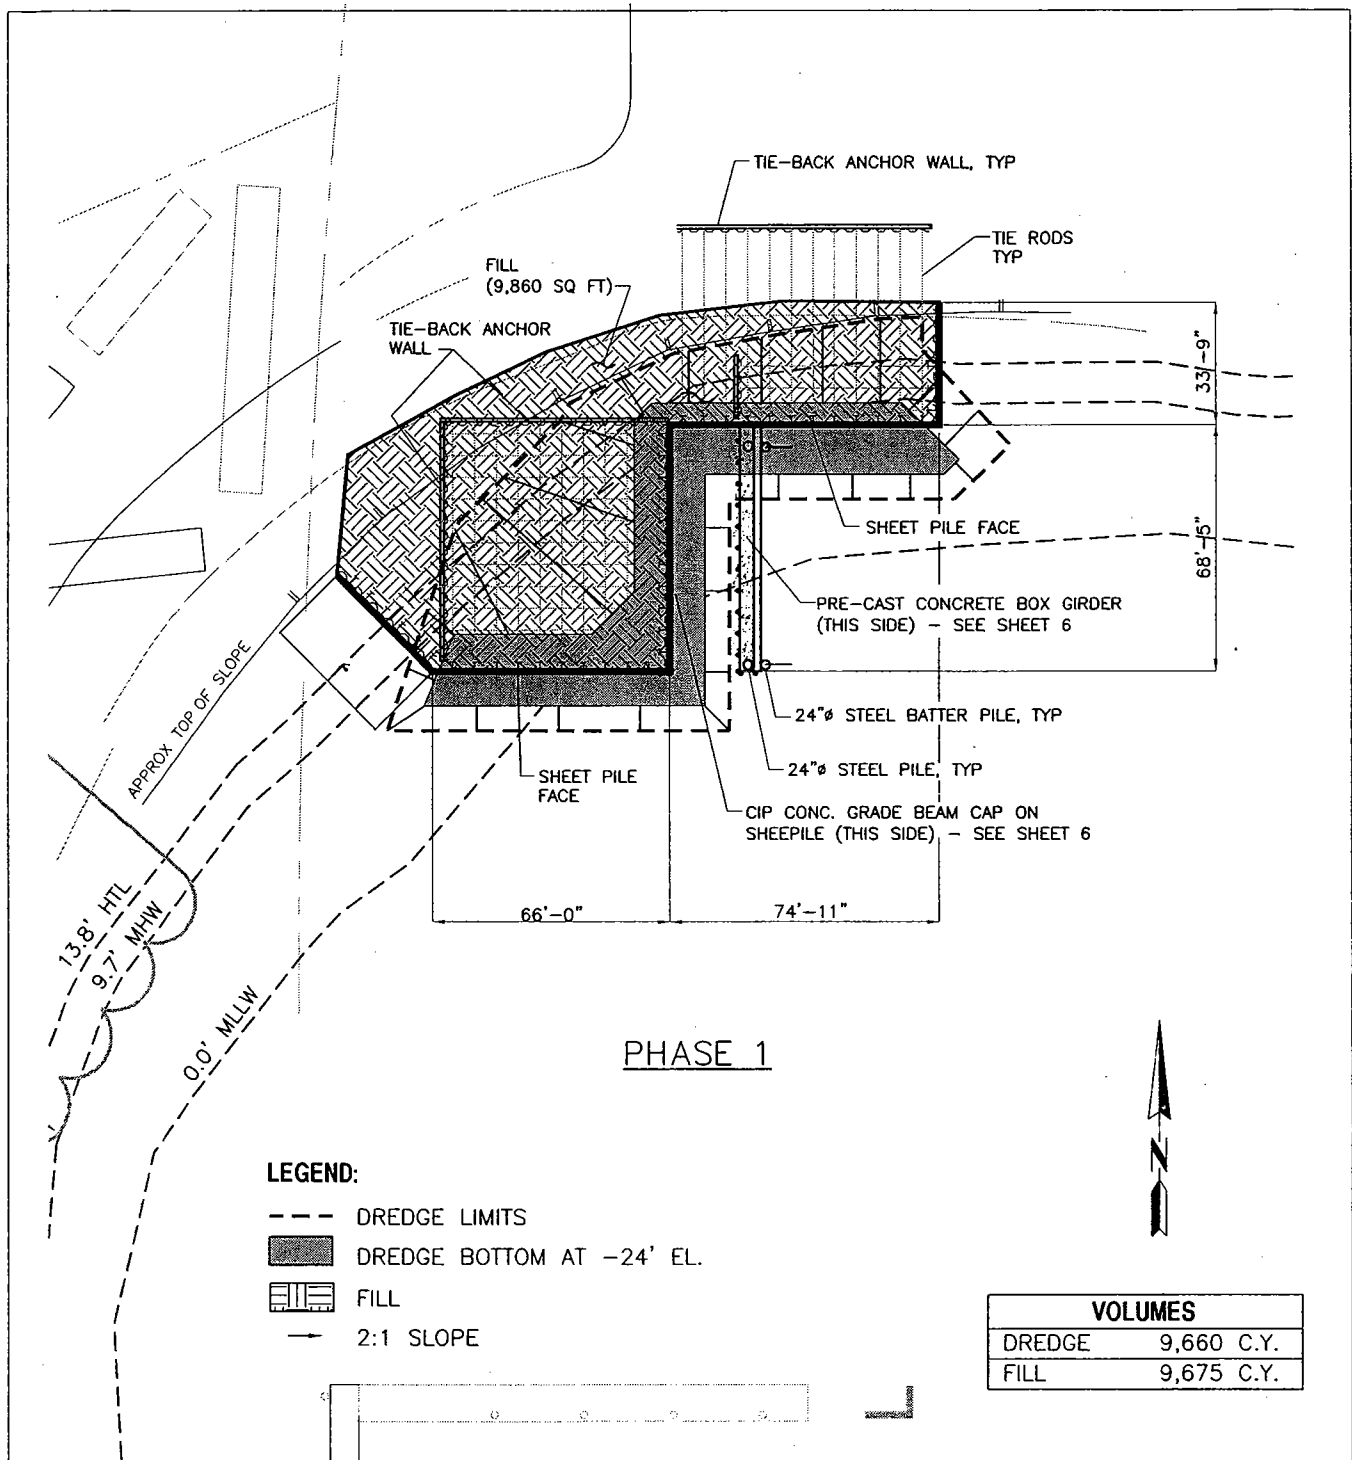 TIE-BACK ANCHOR WALL, TYP
TIE RODS
TYP
FILL
(9,860 SQ FT)
TIE-BACK ANCHOR
WALL
33'-9"
SHEET PILE FACE
68'-5"
PRE-CAST CONCRETE BOX GIRDER
(THIS SIDE) - SEE SHEET 6
APPROX TOP OF SLOPE
24"ø STEEL BATTER PILE, TYP
24"ø STEEL PILE, TYP
SHEET PILE
FACE
CIP CONC. GRADE BEAM CAP ON
SHEEPILE (THIS SIDE) - SEE SHEET 6
66'-0"
74'-11"
13.8' HTL
9.7' MHW
0.0' MLLW
PHASE 1
N
LEGEND:
DREDGE LIMITS
DREDGE BOTTOM AT -24' EL.
FILL
2:1 SLOPE
VOLUMES
DREDGE 9,660 C.Y.
FILL 9,675 C.Y.